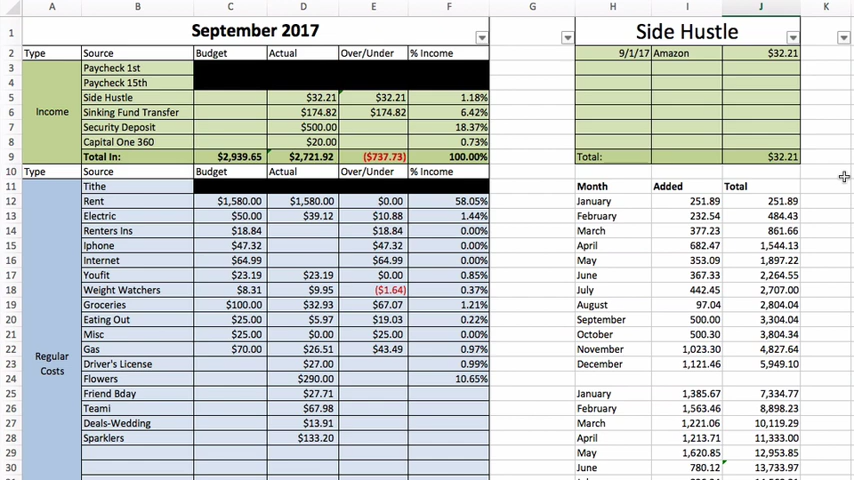 A B C D E F G H I J K
1 September 2017 Side Hustle
2 Type Source Budget Actual Over/Under % Income 9/1/17 Amazon $32.21
3 Paycheck 1st
4 Paycheck 15th
5 Side Hustle $32.21 $32.21 1.18%
6 Income Sinking Fund Transfer $174.82 $174.82 6.42%
7 Security Deposit $500.00 18.37%
8 Capital One 360 $20.00 0.73%
9 Total In: $2,939.65 $2,721.92 ($737.73) 100.00% Total: $32.21
10 Type Source Budget Actual Over/Under % Income
11 Tithe Month Added Total
12 Rent $1,580.00 $1,580.00 $0.00 58.05% January 251.89 251.89
13 Electric $50.00 $39.12 $10.88 1.44% February 232.54 484.43
14 Renters Ins $18.84 $18.84 0.00% March 377.23 861.66
15 Iphone $47.32 $47.32 0.00% April 682.47 1,544.13
16 Internet $64.99 $64.99 0.00% May 353.09 1,897.22
17 Youfit $23.19 $23.19 $0.00 0.85% June 367.33 2,264.55
18 Weight Watchers $8.31 $9.95 ($1.64) 0.37% July 442.45 2,707.00
19 Groceries $100.00 $32.93 $67.07 1.21% August 97.04 2,804.04
20 Eating Out $25.00 $5.97 $19.03 0.22% September 500.00 3,304.04
21 Misc $25.00 $0.00 $25.00 0.00% October 500.30 3,804.34
22 Regular Costs Gas $70.00 $26.51 $43.49 0.97% November 1,023.30 4,827.64
23 Driver's License $27.00 0.99% December 1,121.46 5,949.10
24 Flowers $290.00 10.65%
25 Friend Bday $27.71 January 1,385.67 7,334.77
26 Teami $67.98 February 1,563.46 8,898.23
27 Deals-Wedding $13.91 March 1,221.06 10,119.29
28 Sparklers $133.20 April 1,213.71 11,333.00
29 May 1,620.85 12,953.85
30 June 780.12 13,733.97